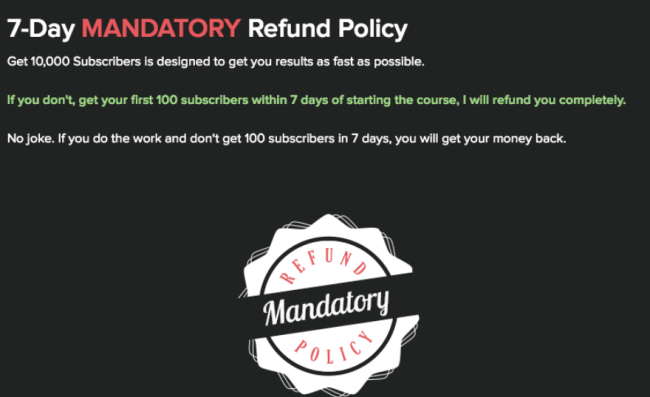 7-Day MANDATORY Refund Policy
Get 10,000 Subscribers is designed to get you results as fast as possible.
If you don't, get your first 100 subscribers within 7 days of starting the course, I will refund you completely.
No joke. If you do the work and don't get 100 subscribers in 7 days, you will get your money back.
REFUND
Mandatory
POLICY